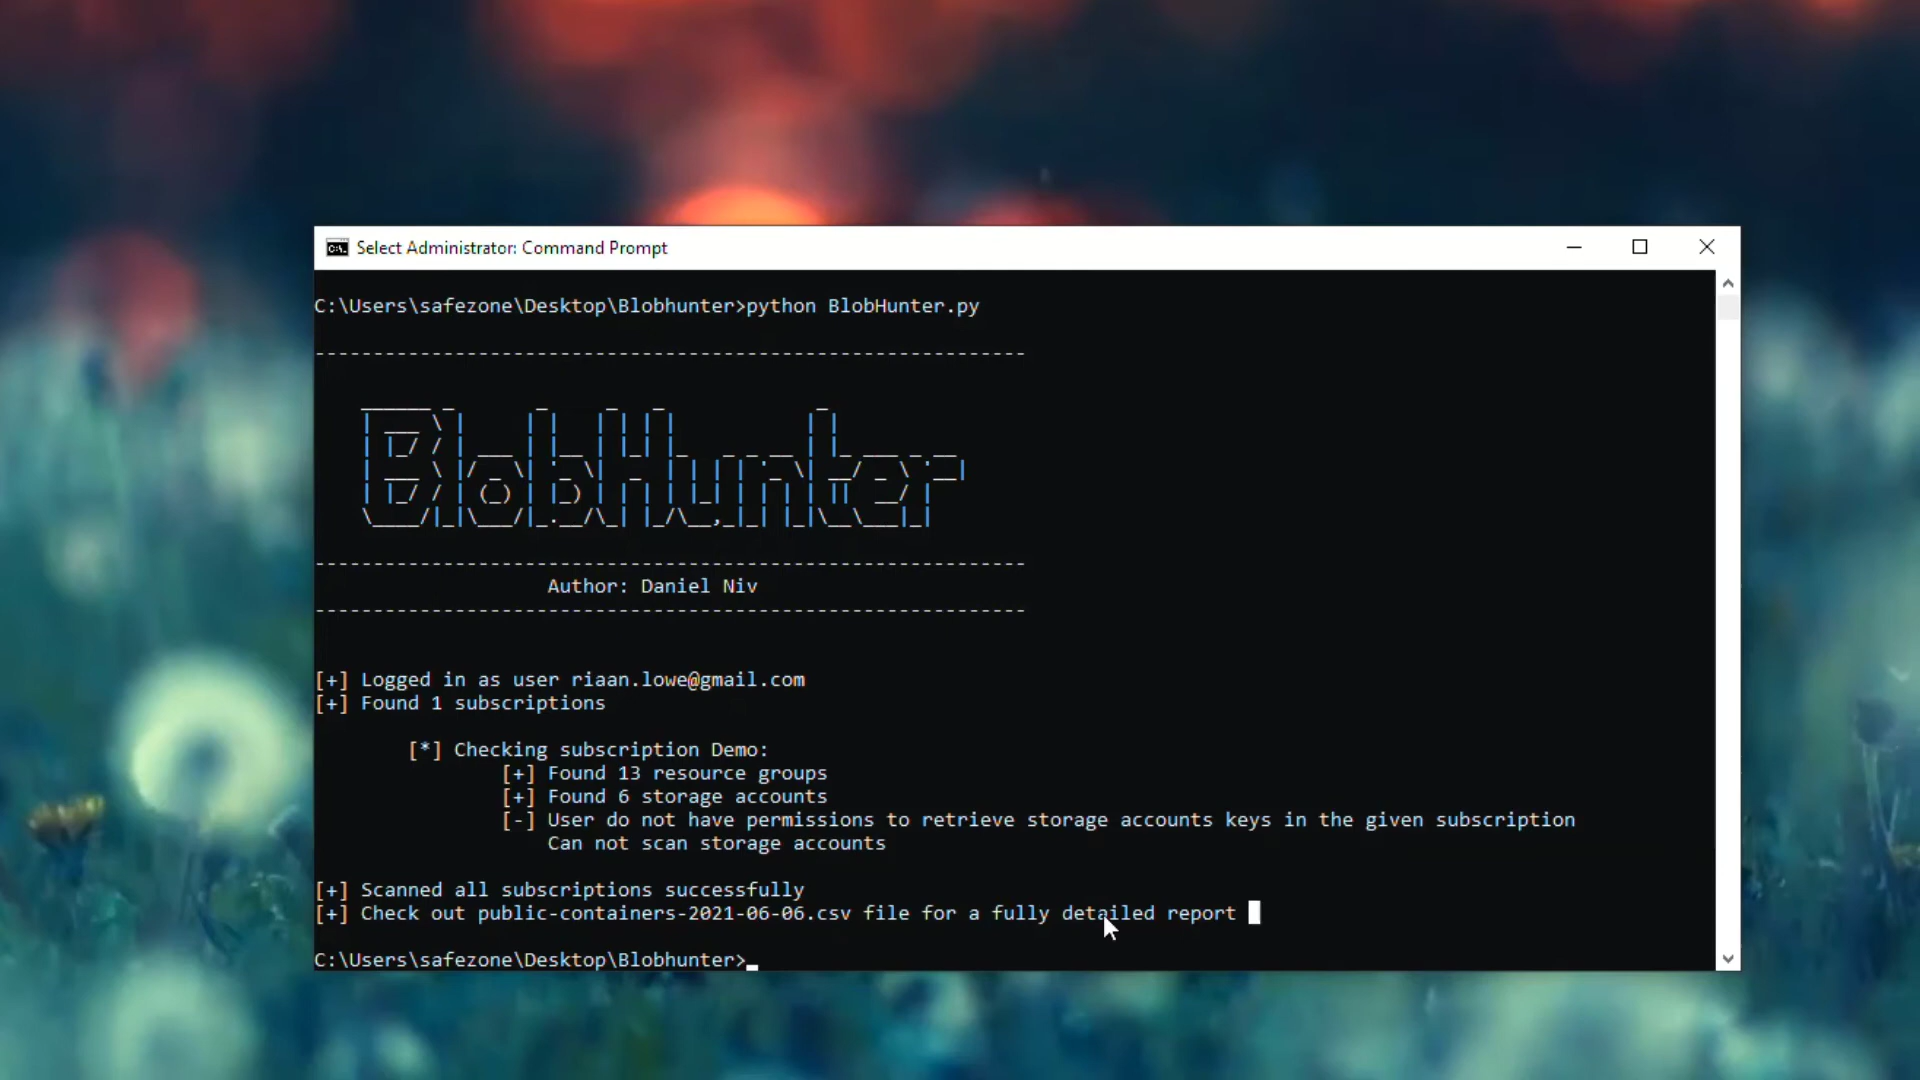 Select Administrator: Command Prompt
C:\Users\safezone\Desktop\Blobhunter>python BlobHunter.py
-------------------------------------------------------------
BlobHunter
-------------------------------------------------------------
Author: Daniel Niv
-------------------------------------------------------------
[+] Logged in as user riaan.lowe@gmail.com
[+] Found 1 subscriptions
[*] Checking subscription Demo:
[+] Found 13 resource groups
[+] Found 6 storage accounts
[-] User do not have permissions to retrieve storage accounts keys in the given subscription
Can not scan storage accounts
[+] Scanned all subscriptions successfully
[+] Check out public-containers-2021-06-06.csv file for a fully detailed report
C:\Users\safezone\Desktop\Blobhunter>